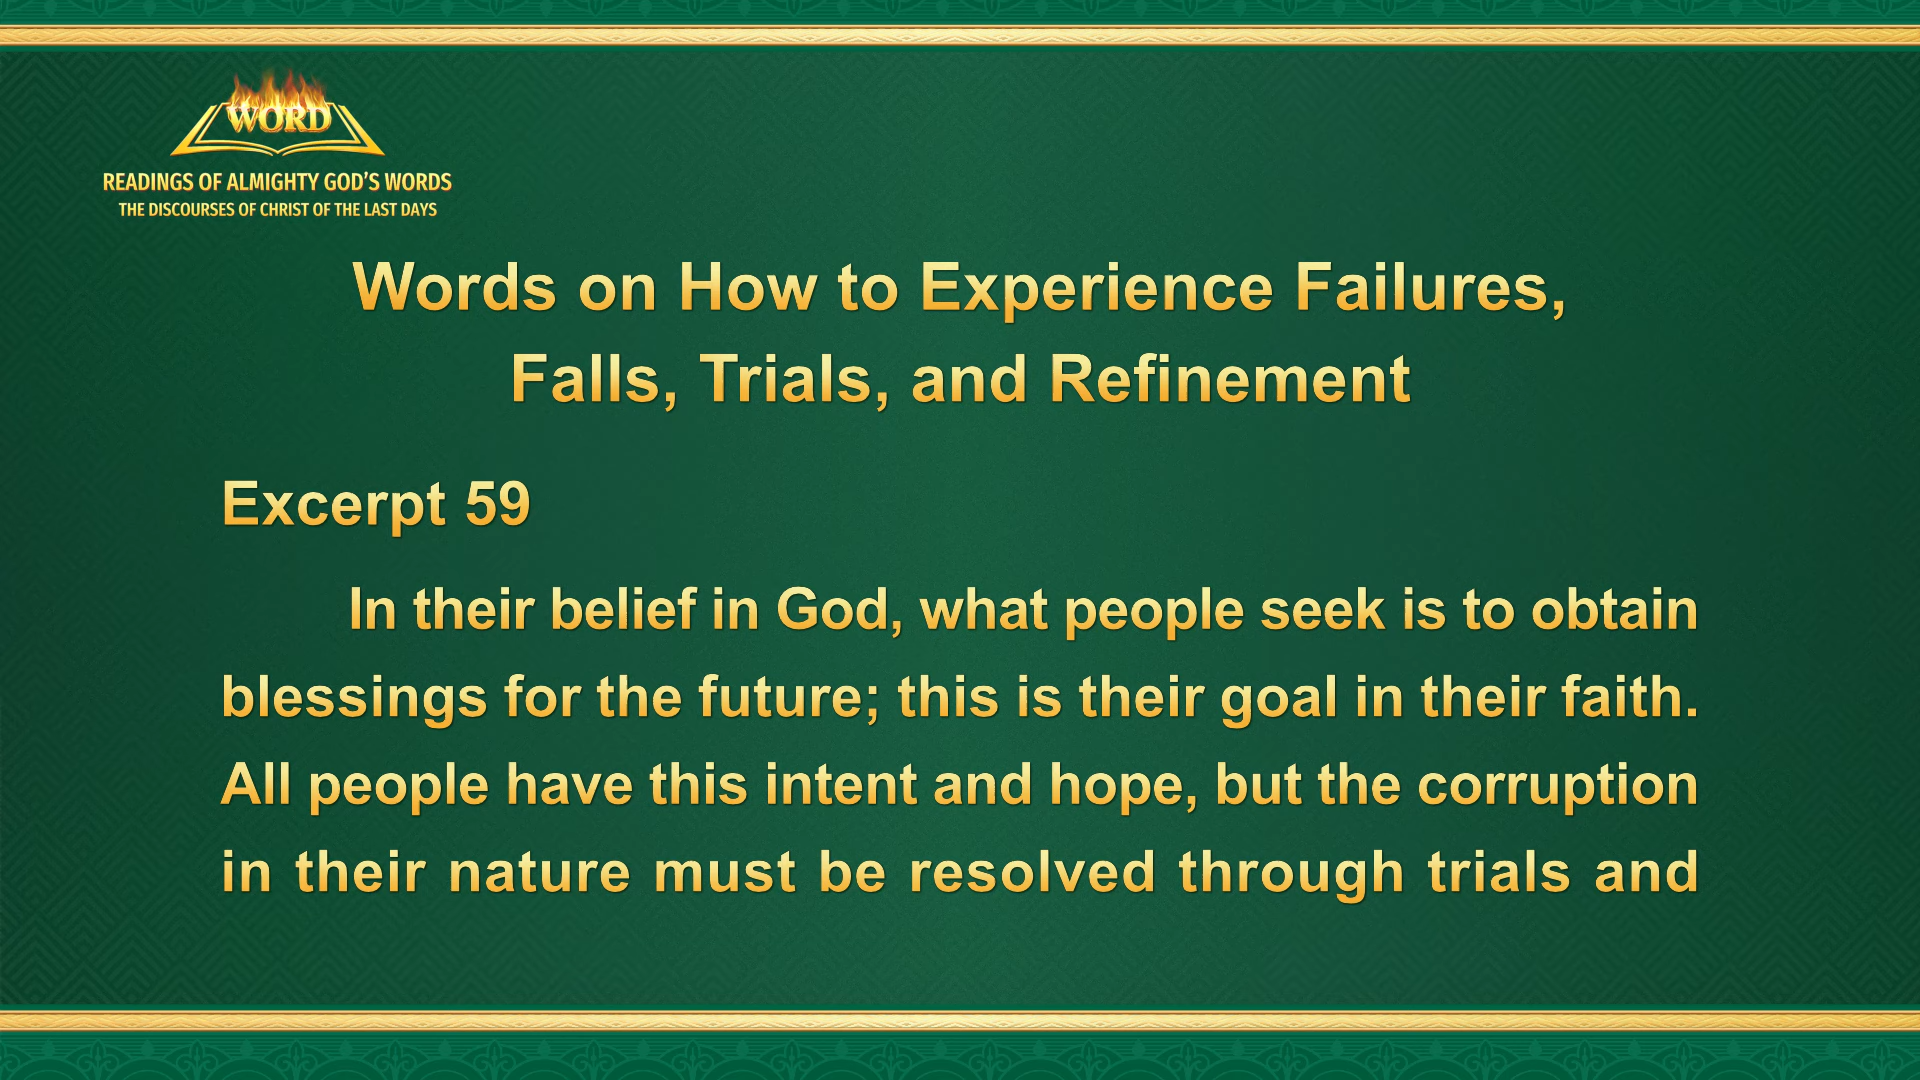 WORD
READINGS OF ALMIGHTY GOD'S WORDS
THE DISCOURSES OF CHRIST OF THE LAST DAYS
Words on How to Experience Failures,
Falls, Trials, and Refinement
Excerpt 59
In their belief in God, what people seek is to obtain
blessings for the future; this is their goal in their faith.
All people have this intent and hope, but the corruption
in their nature must be resolved through trials and